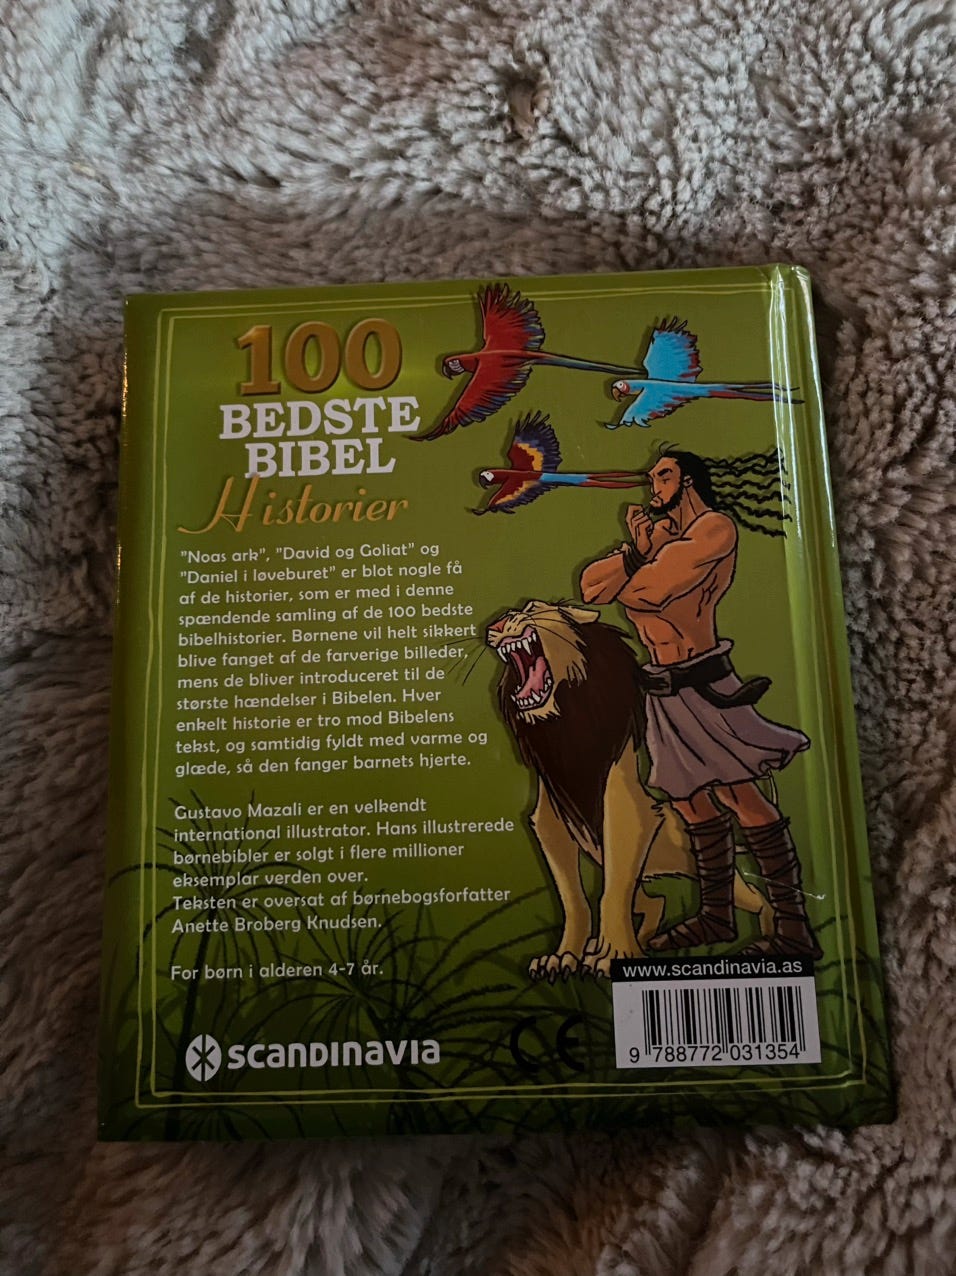 100
BEDSTE
BIBEL
Historier
"Noas ark", "David og Goliat" og
"Daniel i løveburet" er blot nogle få
af de historier, som er med i denne
spændende samling af de 100 bedste
bibelhistorier. Børnene vil helt sikkert
blive fanget af de farverige billeder,
mens de bliver introduceret til de
største hændelser i Bibelen. Hver
enkelt historie er tro mod Bibelens
tekst, og samtidig fyldt med varme og
glæde, så den fanger barnets hjerte.
Gustavo Mazali er en velkendt
international illustrator. Hans illustrerede
børnebibler er solgt i flere millioner
eksemplar verden over.
Teksten er oversat af børnebogsforfatter
Anette Broberg Knudsen.
For børn i alderen 4-7 år.
SCANDINAVIA
CE
www.scandinavia.as
9 788772 031354